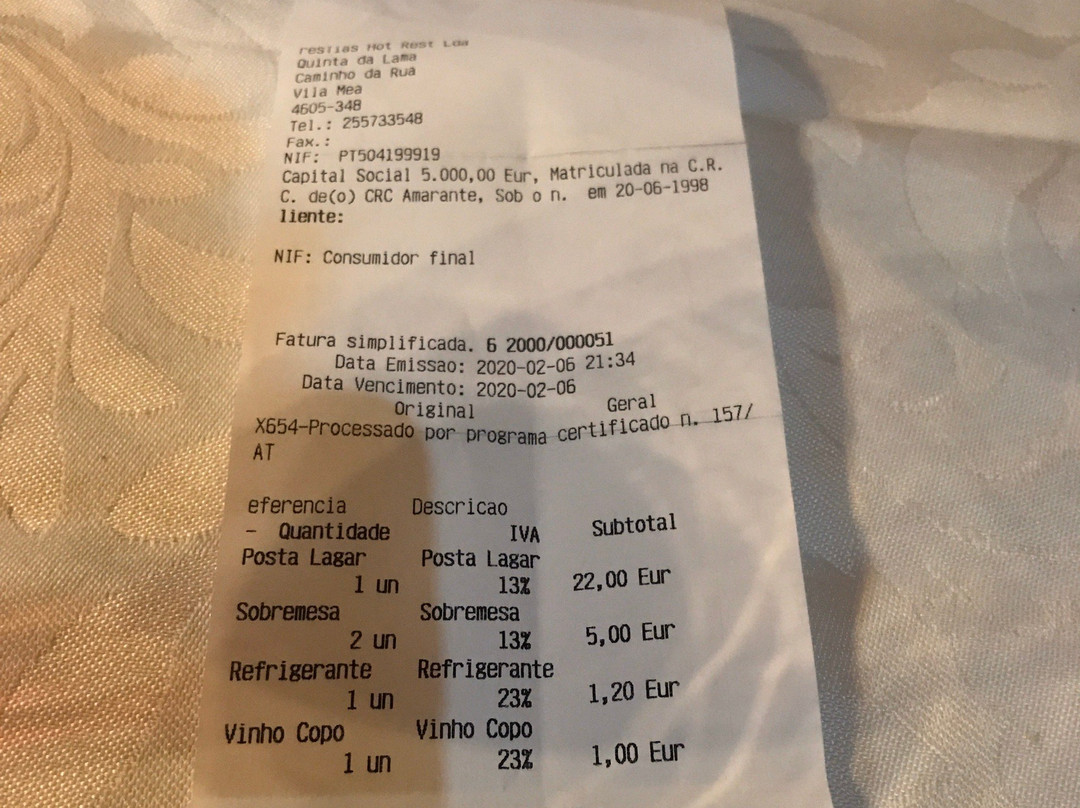 Hot Rest Lda
Quinta da Lama
Caminho da Rua
Vila Mea
4605-348
Tel.: 255733548
Fax.:
NIF: PT504199919
Capital Social 5.000,00 Eur, Matriculada na C.R.
C. de(o) CRC Amarante, Sob o n. em 20-06-1998
liente:
NIF: Consumidor final
Fatura simplificada. 6 2000/000051
Data Emissao: 2020-02-06 21:34
Data Vencimento: 2020-02-06
Original Geral
X654-Processado por programa certificado n. 157/
AT
eferencia Descricao
- Quantidade IVA Subtotal
Posta Lagar Posta Lagar
1 un 13% 22,00 Eur
Sobremesa Sobremesa
2 un 13% 5,00 Eur
Refrigerante Refrigerante
1 un 23% 1,20 Eur
Vinho Copo Vinho Copo
1 un 23% 1,00 Eur